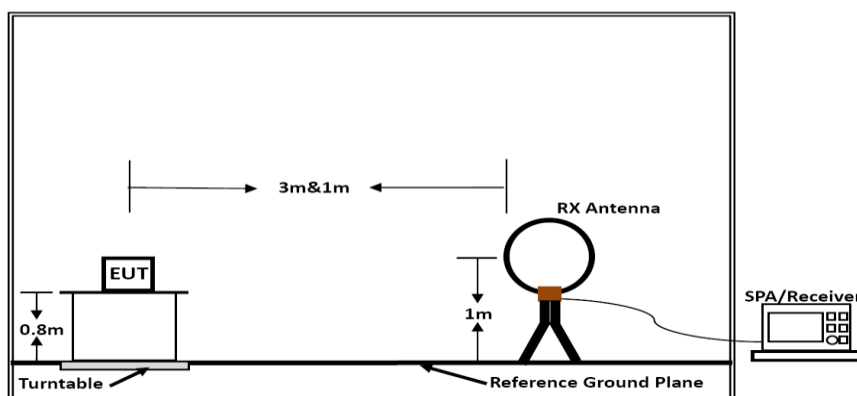 3m&1m
RX Antenna
EUT
SPA/Receiver
0.8m
1m
Turntable
Reference Ground Plane